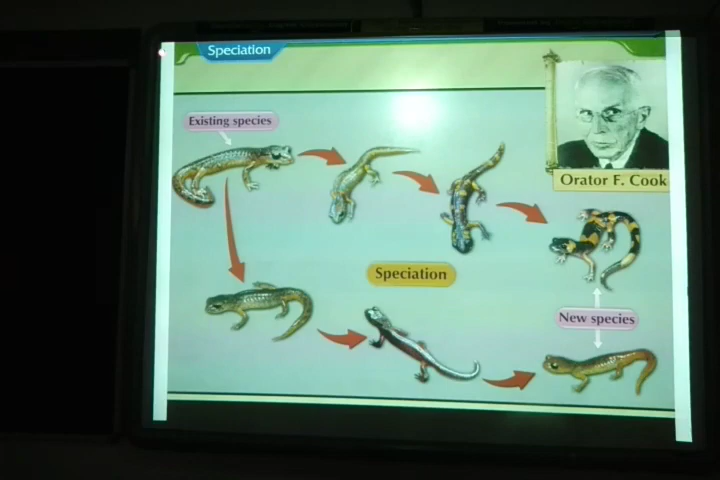 Speciation
Existing species
Orator F. Cook
Speciation
New species